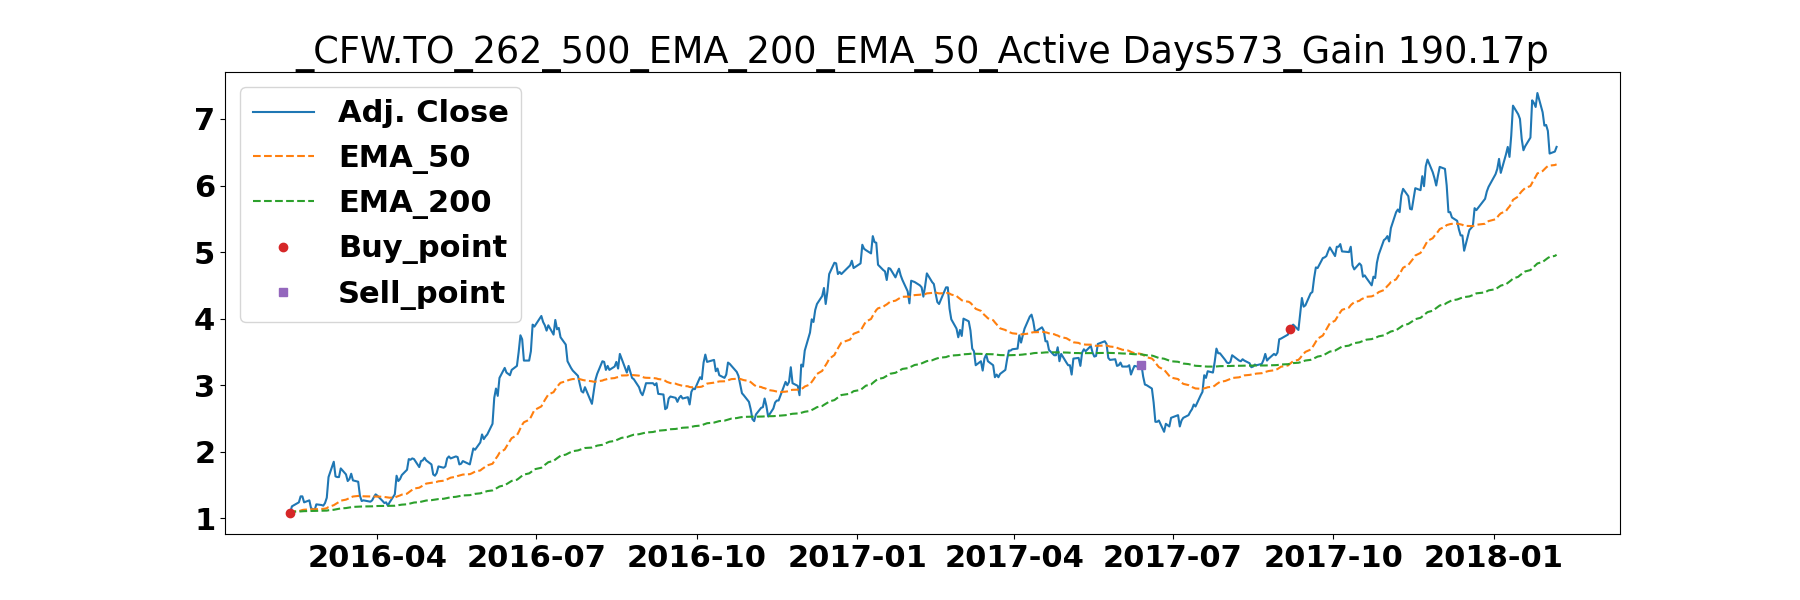 _CFW.TO_262_500_EMA_200_EMA_50_Active Days573_Gain 190.17p
Adj. Close
EMA_50
EMA_200
Buy_point
Sell_point
7
6
5
4
3
2
1
2016-04 2016-07 2016-10 2017-01 2017-04 2017-07 2017-10 2018-01